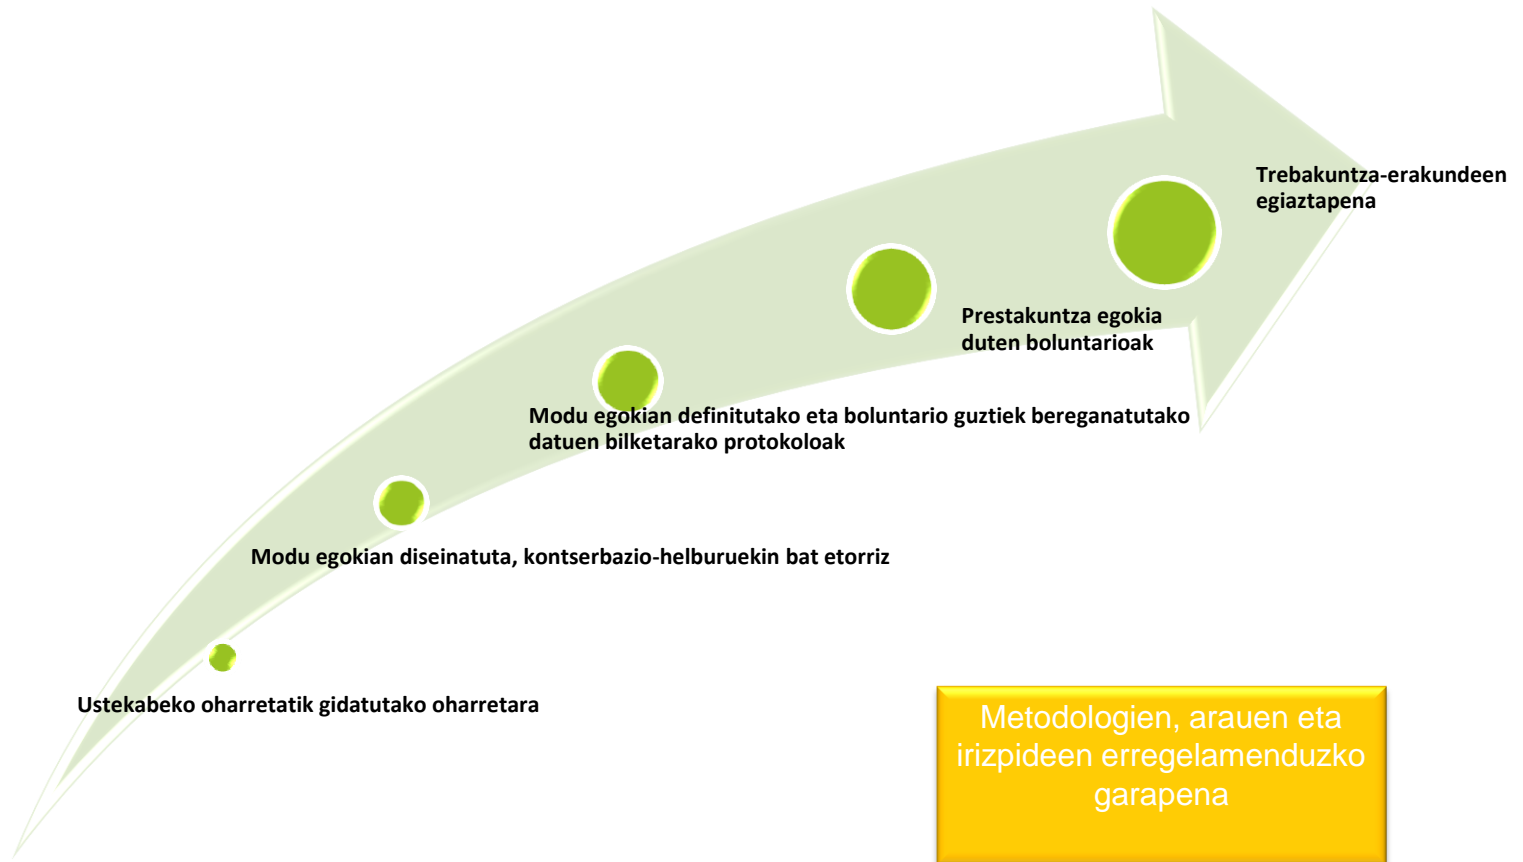 Trebakuntza-erakundeen
egiaztapena
Prestakuntza egokia
duten boluntarioak
Modu egokian definitutako eta boluntario guztiek bereganatutako
datuen bilketarako protokoloak
Modu egokian diseinatuta, kontserbazio-helburuekin bat etorriz
Ustekabeko oharretatik gidatutako oharretara
Metodologien, arauen eta
irizpideen erregelamenduzko
garapena